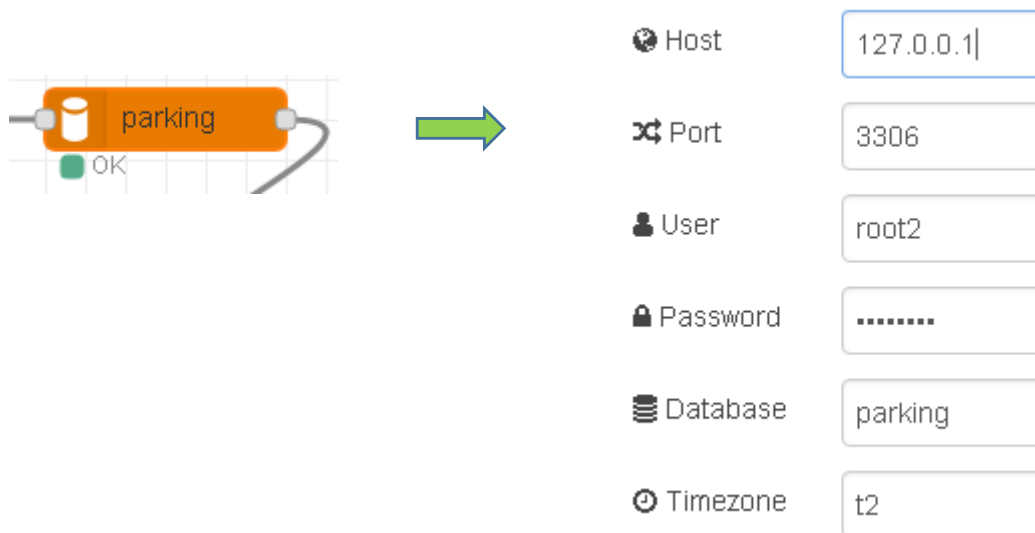 parking
OK
Host
127.0.0.1
Port
3306
User
root2
Password
········
Database
parking
Timezone
t2